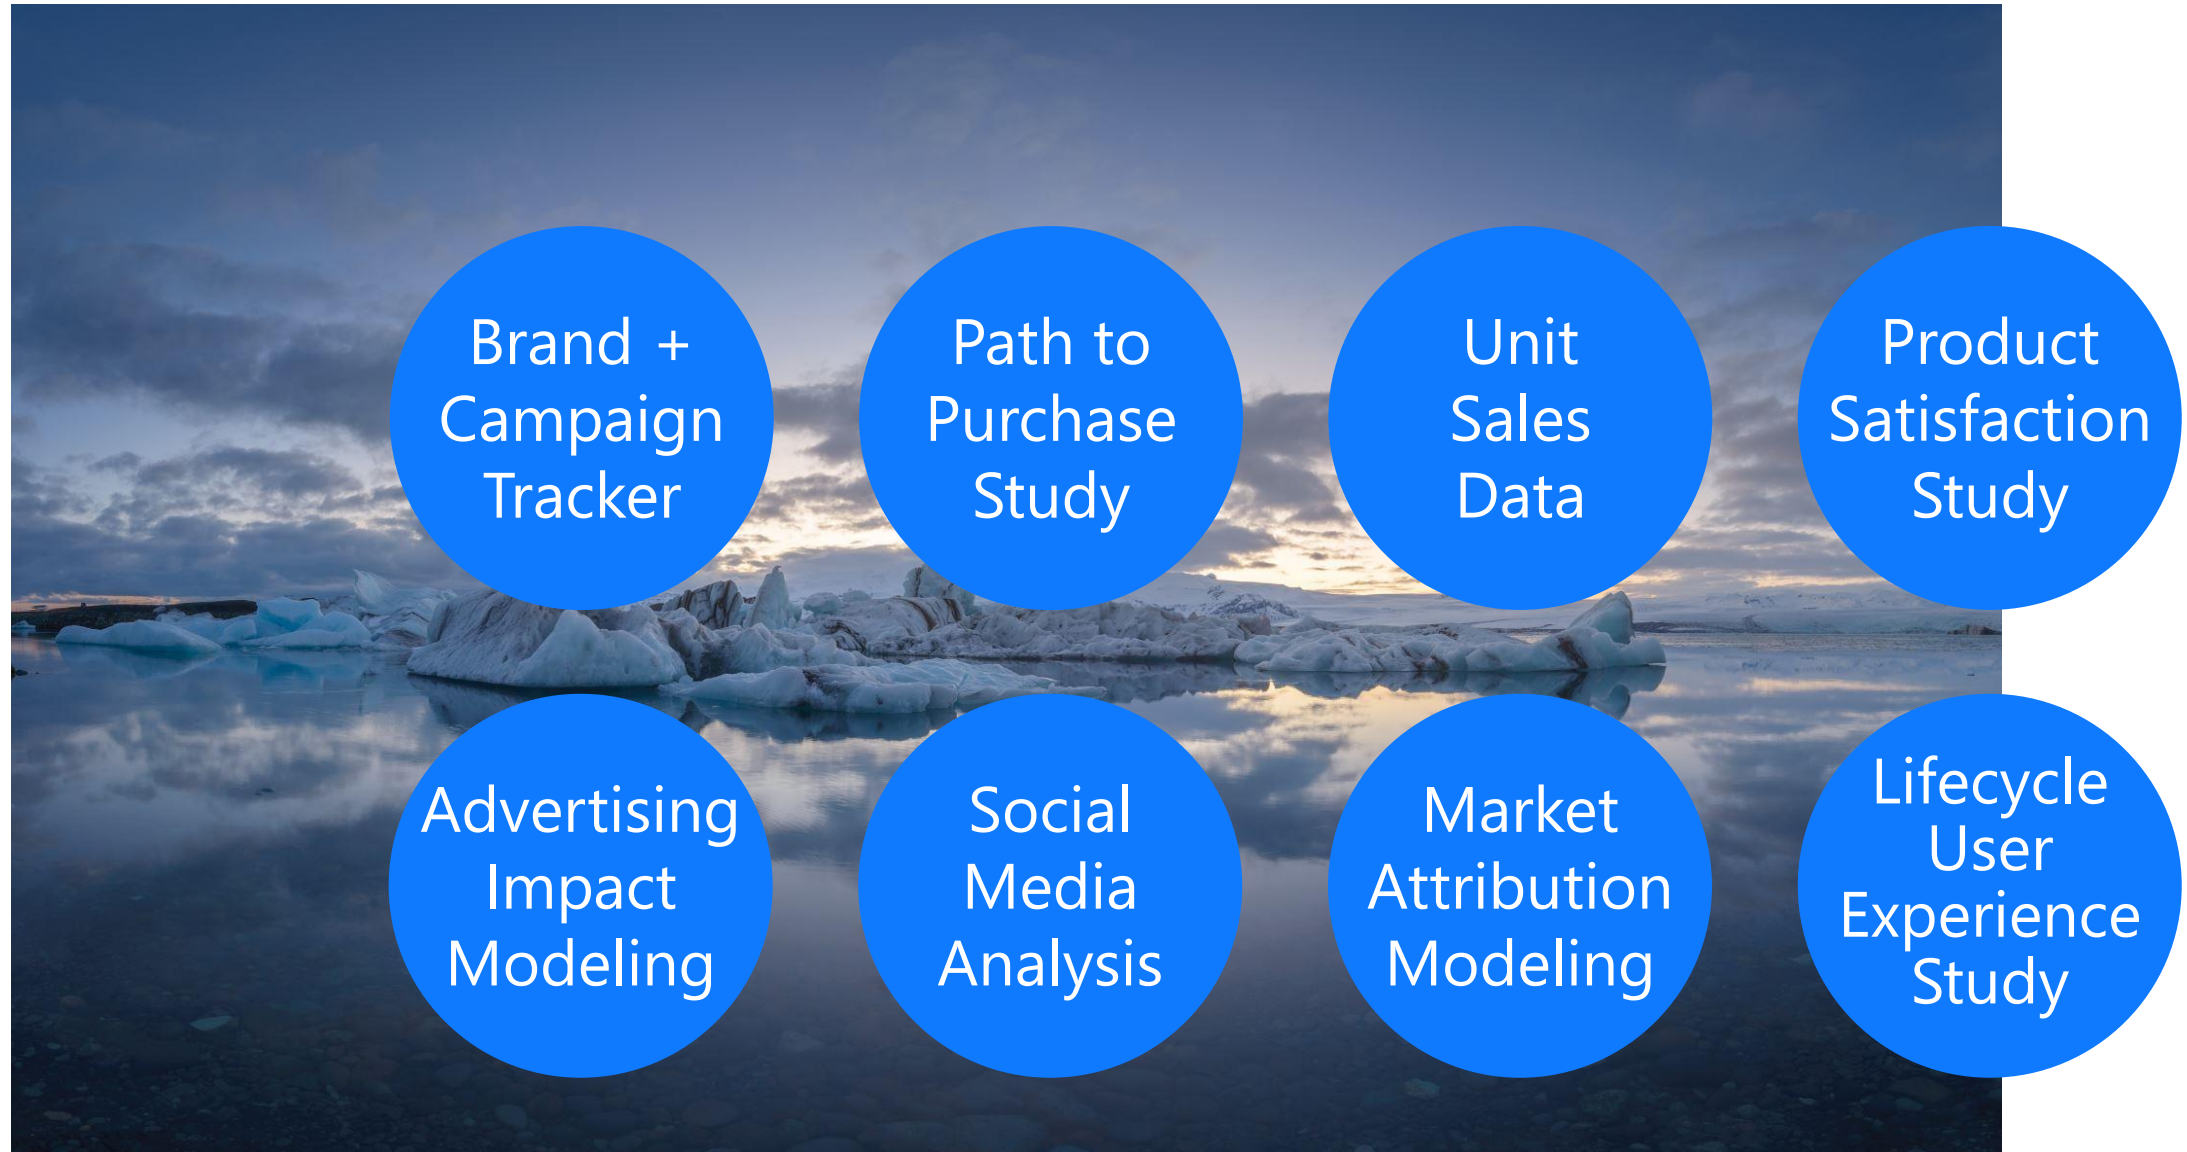 Brand +
Campaign
Tracker
Path to
Purchase
Study
Unit
Sales
Data
Product
Satisfaction
Study
Advertising
Impact
Modeling
Social
Media
Analysis
Market
Attribution
Modeling
Lifecycle
User
Experience
Study